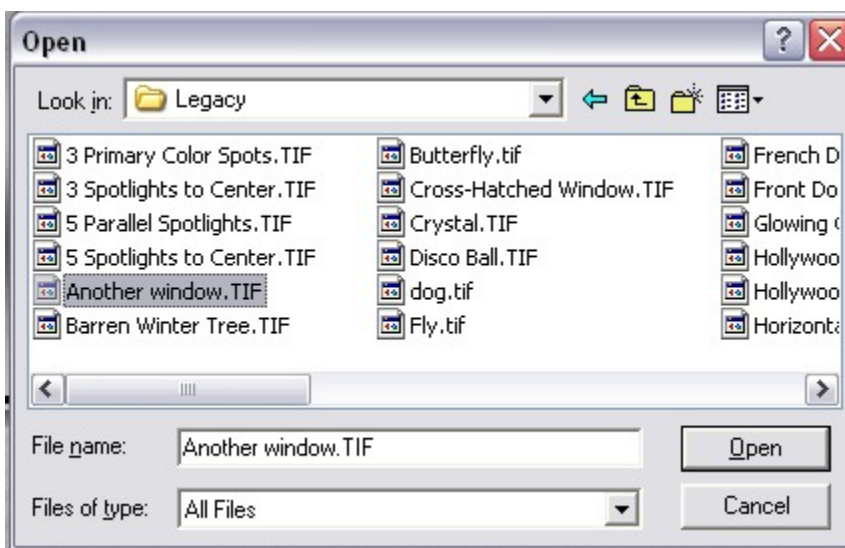 Open
Look in: Legacy
3 Primary Color Spots.TIF
3 Spotlights to Center.TIF
5 Parallel Spotlights.TIF
5 Spotlights to Center.TIF
Another window.TIF
Barren Winter Tree.TIF
Butterfly.tif
Cross-Hatched Window.TIF
Crystal.TIF
Disco Ball.TIF
dog.tif
Fly.tif
French D
Front Do
Glowing
Hollywoo
Hollywoo
Horizonta
File name: Another window.TIF Open
Files of type: All Files Cancel